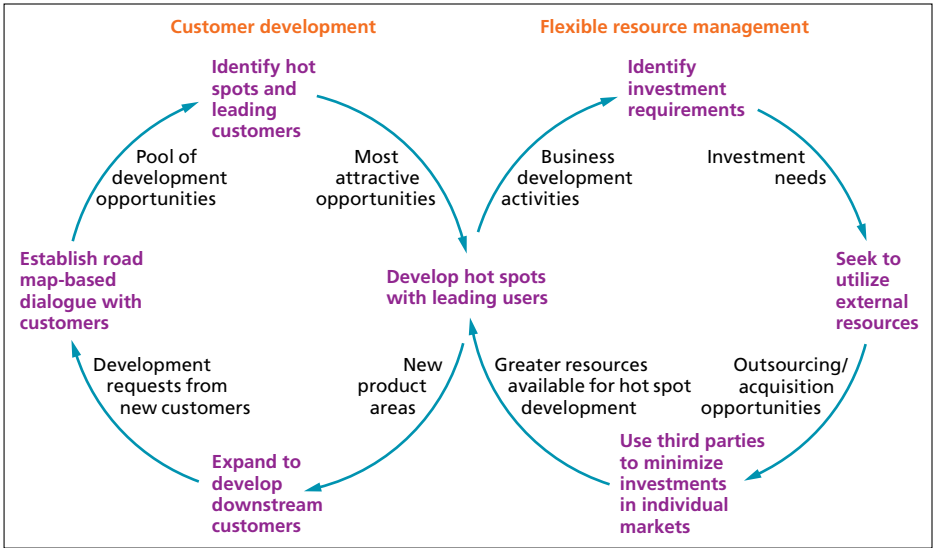 Customer development
Flexible resource management
Identify hot
spots and
leading
customers
Identify
investment
requirements
Pool of
development
opportunities
Most
attractive
opportunities
Business
development
activities
Investment
needs
Establish road
map-based
dialogue with
customers
Develop hot spots
with leading users
Seek to
utilize
external
resources
Development
requests from
new customers
New
product
areas
Greater resources
available for hot spot
development
Outsourcing/
acquisition
opportunities
Expand to
develop
downstream
customers
Use third parties
to minimize
investments
in individual
markets